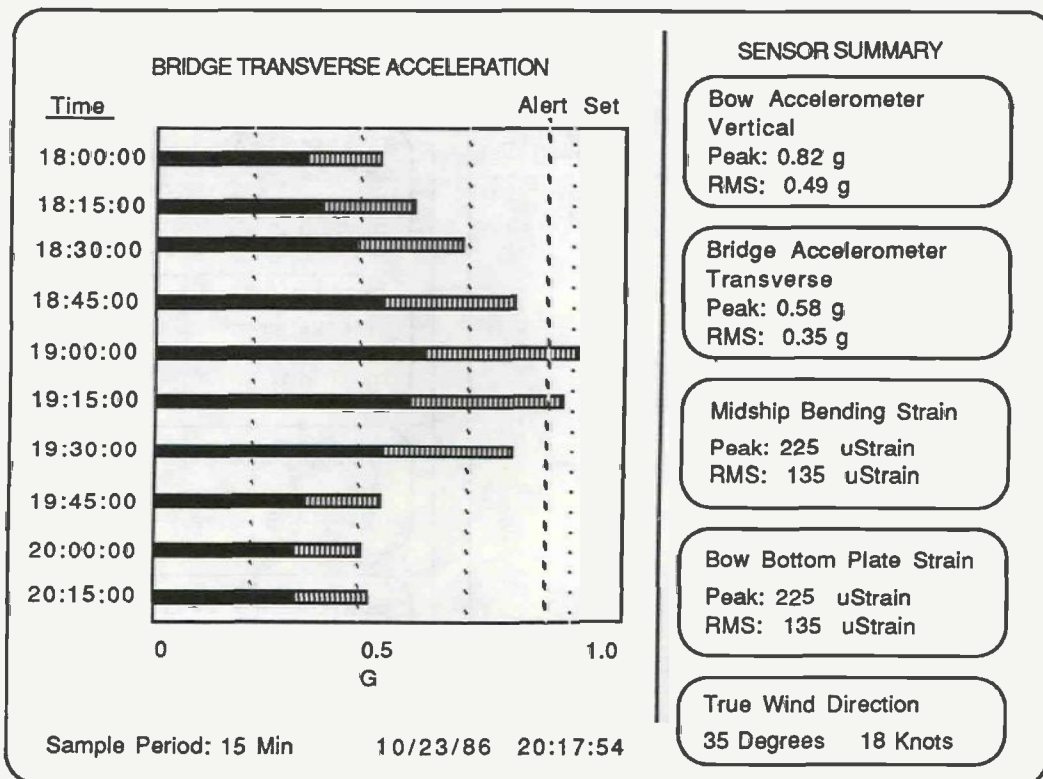 BRIDGE TRANSVERSE ACCELERATION
Time
Alert Set
18:00:00
18:15:00
18:30:00
18:45:00
19:00:00
19:15:00
19:30:00
19:45:00
20:00:00
20:15:00
0 0.5 1.0
G
Sample Period: 15 Min 10/23/86 20:17:54
SENSOR SUMMARY
Bow Accelerometer
Vertical
Peak: 0.82 g
RMS: 0.49 g
Bridge Accelerometer
Transverse
Peak: 0.58 g
RMS: 0.35 g
Midship Bending Strain
Peak: 225 uStrain
RMS: 135 uStrain
Bow Bottom Plate Strain
Peak: 225 uStrain
RMS: 135 uStrain
True Wind Direction
35 Degrees 18 Knots